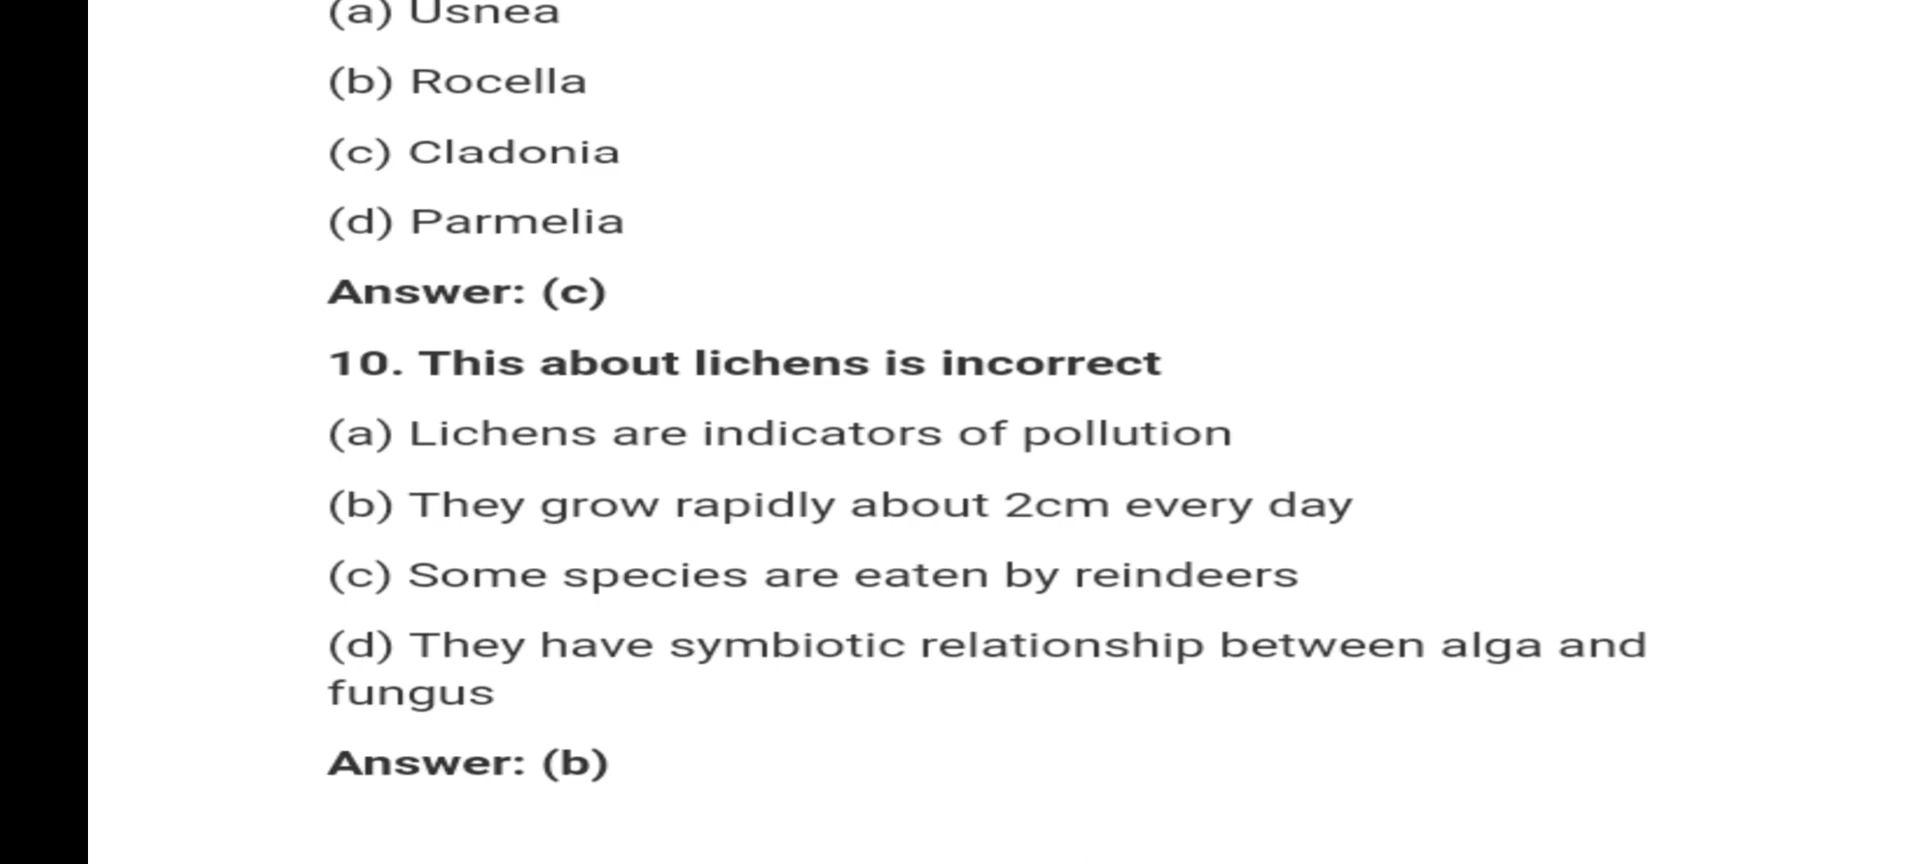 (a) Usnea
(b) Rocella
(c) Cladonia
(d) Parmelia
Answer: (c)
10. This about lichens is incorrect
(a) Lichens are indicators of pollution
(b) They grow rapidly about 2cm every day
(c) Some species are eaten by reindeers
(d) They have symbiotic relationship between alga and
fungus
Answer: (b)